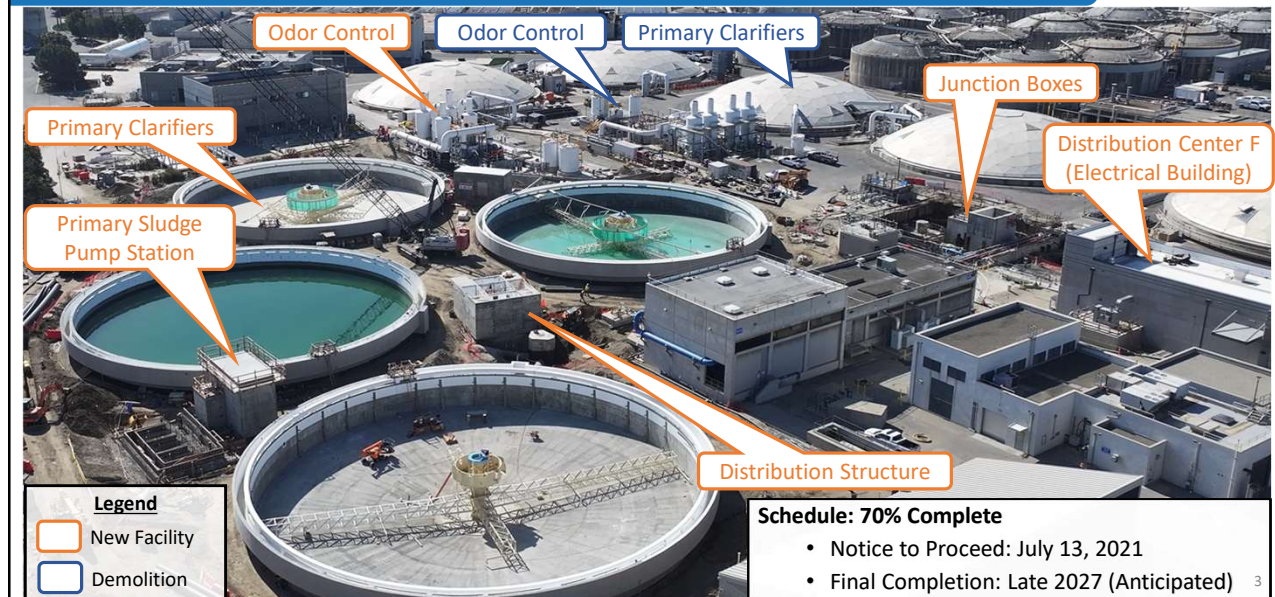 Odor Control
Odor Control
Primary Clarifiers
Junction Boxes
Primary Clarifiers
Distribution Center F
(Electrical Building)
Primary Sludge
Pump Station
Distribution Structure
Legend
New Facility
Demolition
Schedule: 70% Complete
• Notice to Proceed: July 13, 2021
• Final Completion: Late 2027 (Anticipated)
3